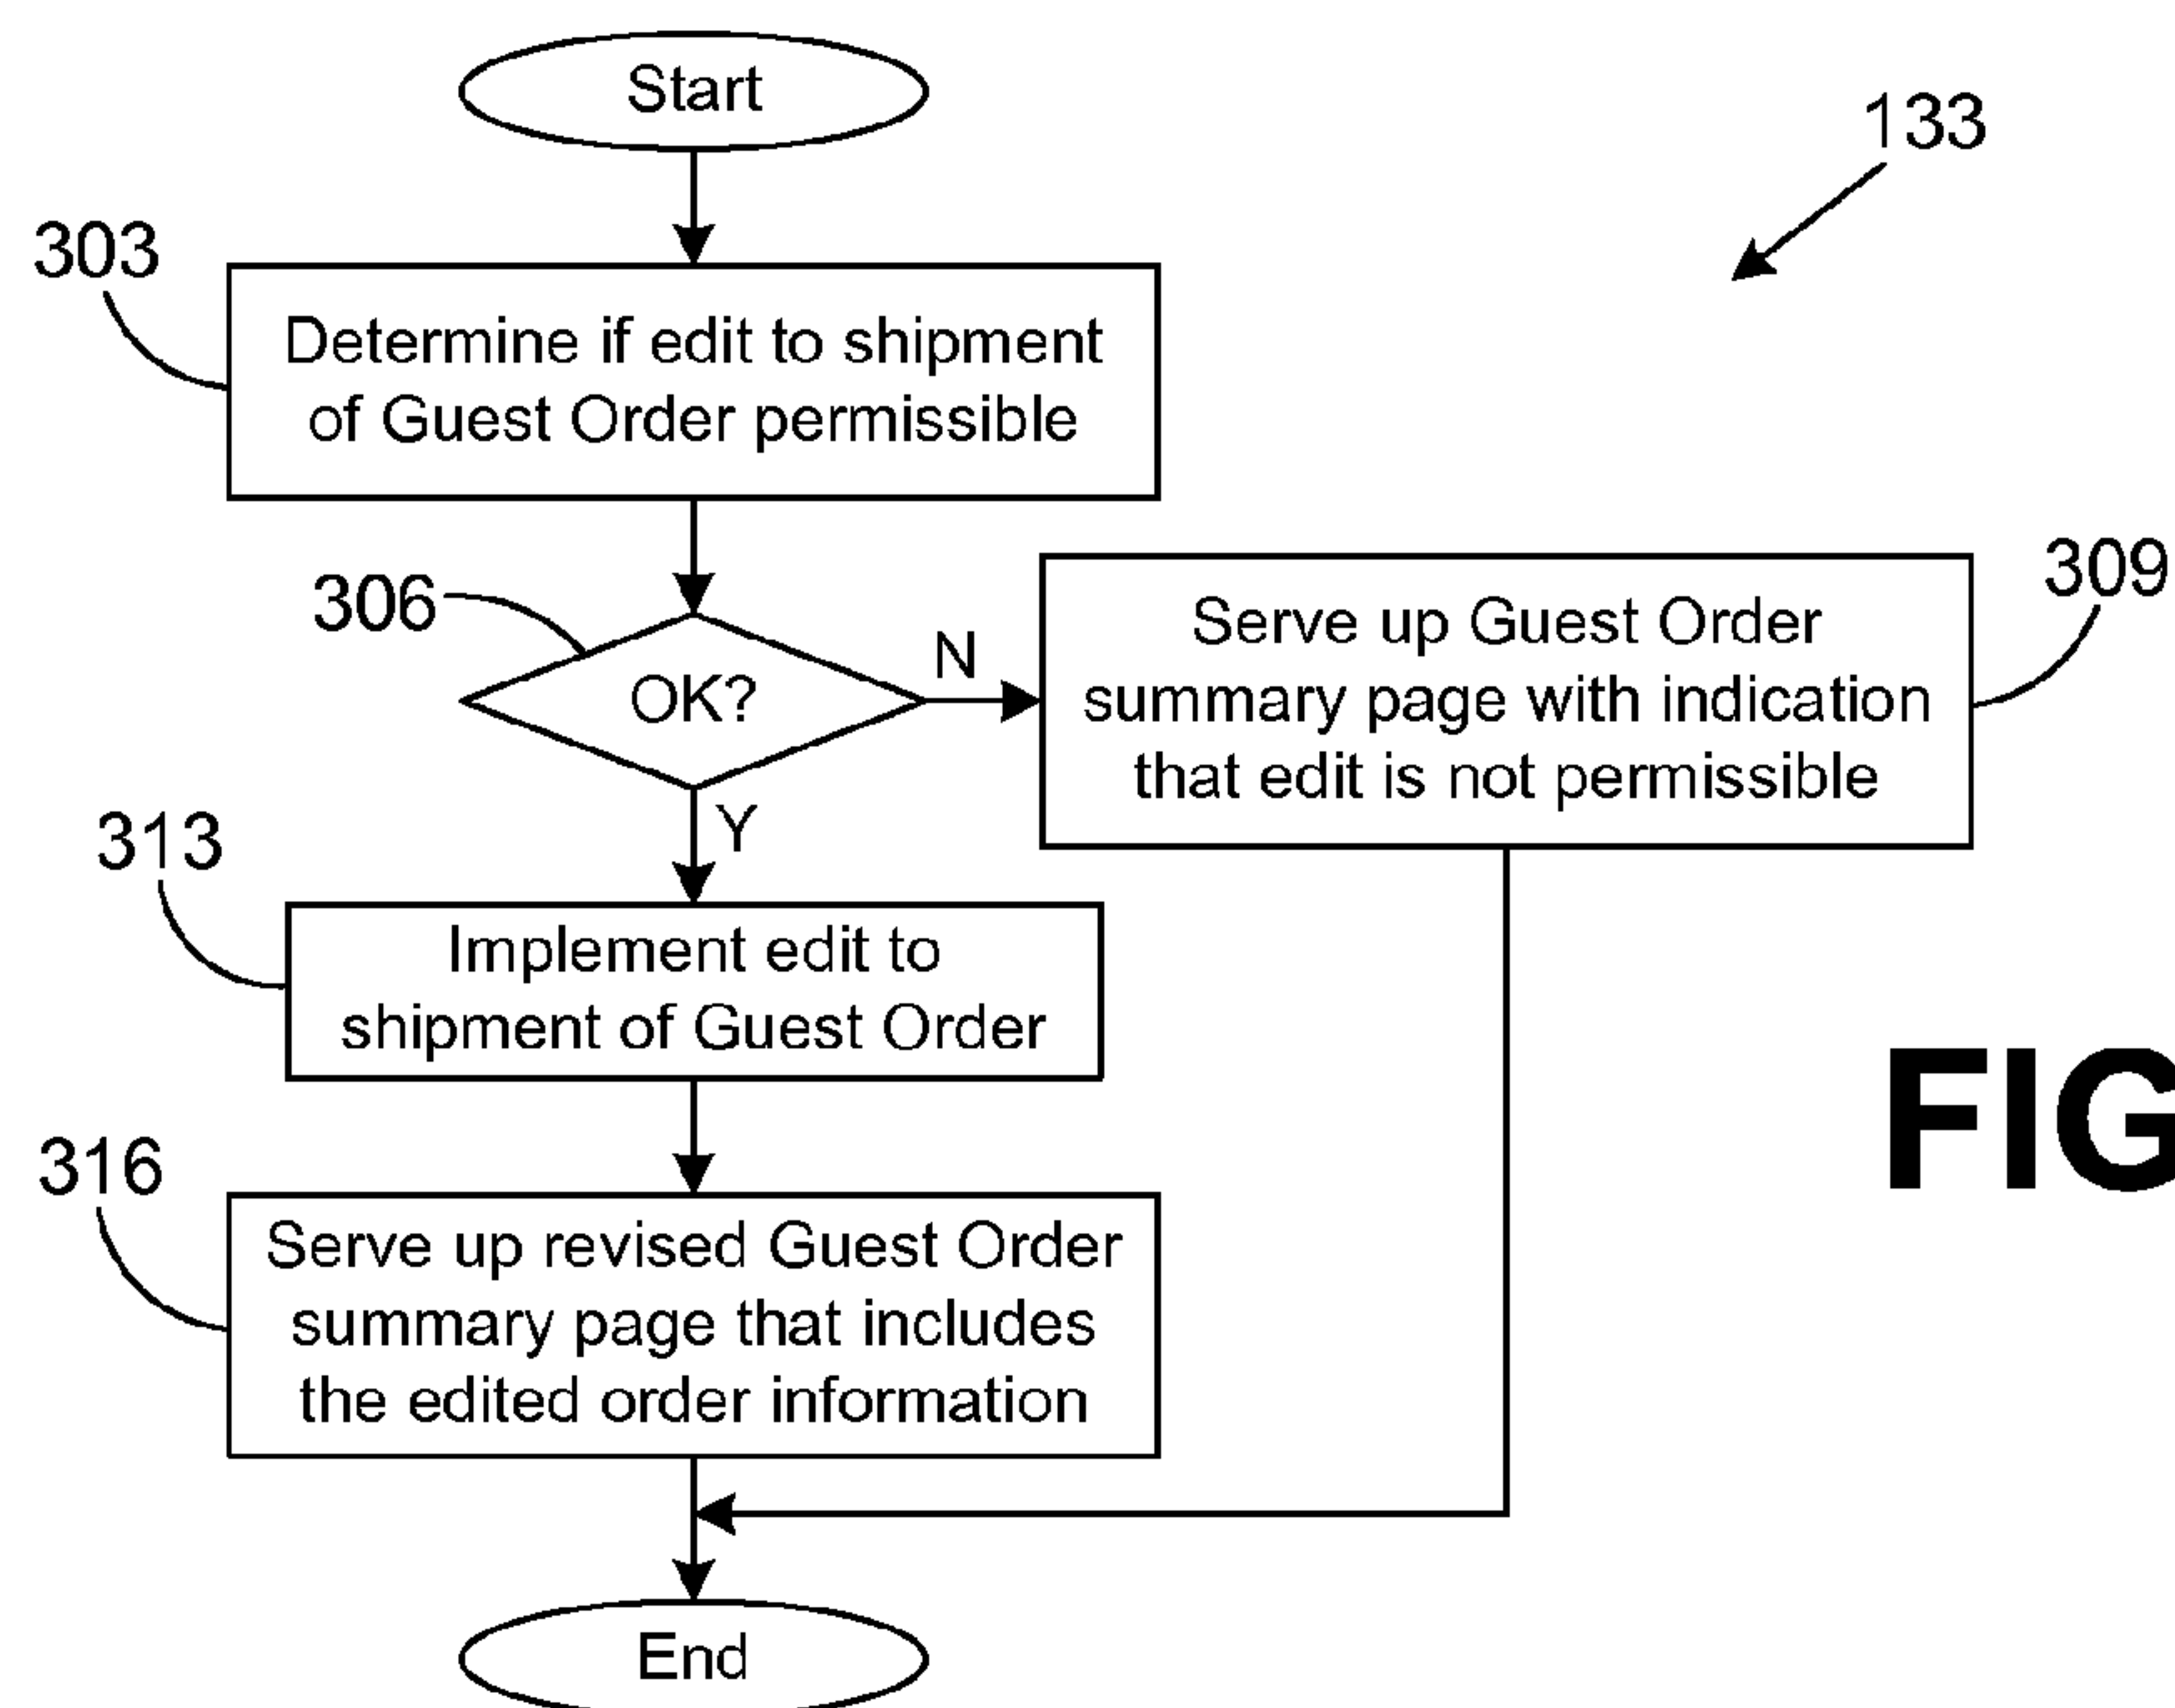 Start
133
303
Determine if edit to shipment
of Guest Order permissible
306
OK?
N
309
Serve up Guest Order
summary page with indication
that edit is not permissible
Y
313
Implement edit to
shipment of Guest Order
FIG
316
Serve up revised Guest Order
summary page that includes
the edited order information
End